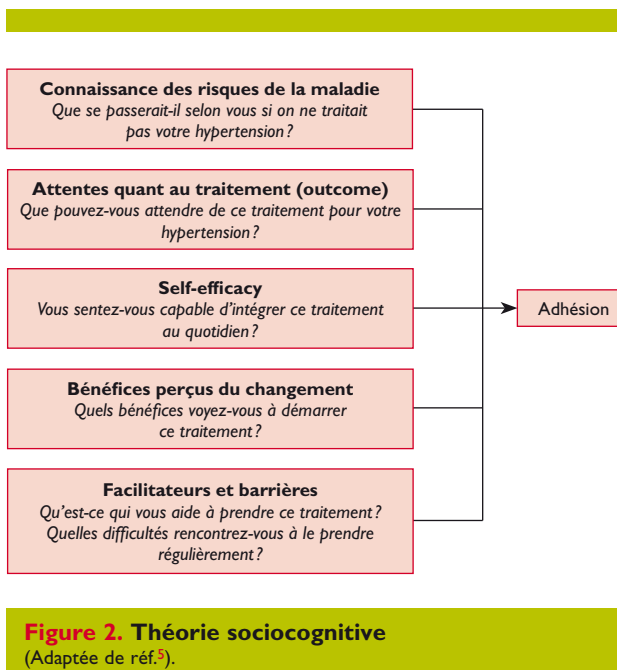 Connaissance des risques de la maladie
Que se passerait-il selon vous si on ne traitait
pas votre hypertension ?
Attentes quant au traitement (outcome)
Que pouvez-vous attendre de ce traitement pour votre
hypertension ?
Self-efficacy
Vous sentez-vous capable d'intégrer ce traitement
au quotidien ?
Adhésion
Bénéfices perçus du changement
Quels bénéfices voyez-vous à démarrer
ce traitement ?
Facilitateurs et barrières
Qu'est-ce qui vous aide à prendre ce traitement ?
Quelles difficultés rencontrez-vous à le prendre
régulièrement ?
Figure 2. Théorie sociocognitive
(Adaptée de réf.5).